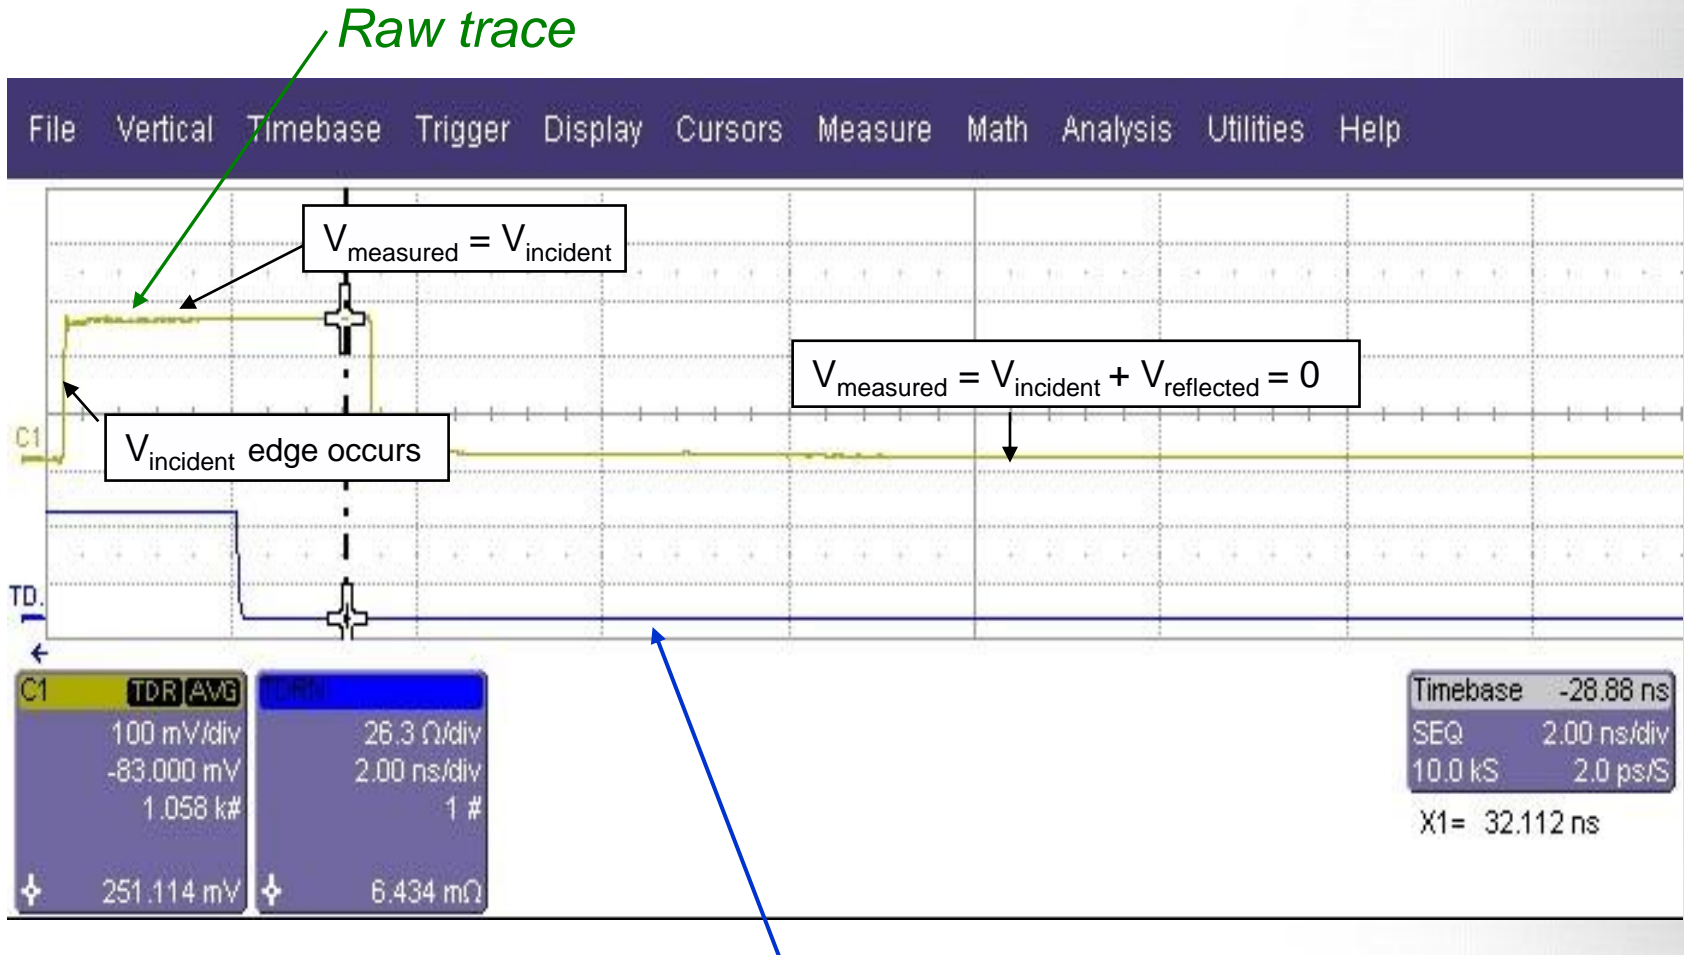 Raw trace
File Vertical Timebase Trigger Display Cursors Measure Math Analysis Utilities Help
Vmeasured = Vincident
Vmeasured = Vincident + Vreflected = 0
C1
Vincident edge occurs
TD.
C1 TDR AVG
100 mV/div
-83.000 mV
1.058 k#
251.114 mV
TDRN
26.3 Ω/div
2.00 ns/div
1 #
6.434 mΩ
Timebase -28.88 ns
SEQ 2.00 ns/div
10.0 kS 2.0 ps/S
X1= 32.112 ns